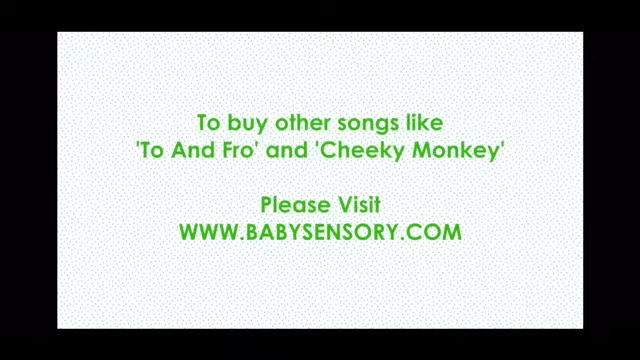 To buy other songs like
'To And Fro' and 'Cheeky Monkey'
Please Visit
WWW.BABYSENSORY.COM